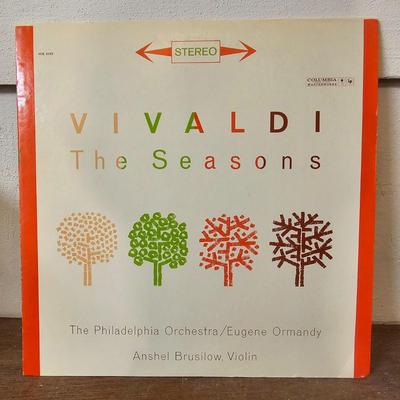 STEREO
COLUMBIA
MASTERWORKS
VIVALDI
The Seasons
The Philadelphia Orchestra/Eugene Ormandy
Anshel Brusilow, Violin